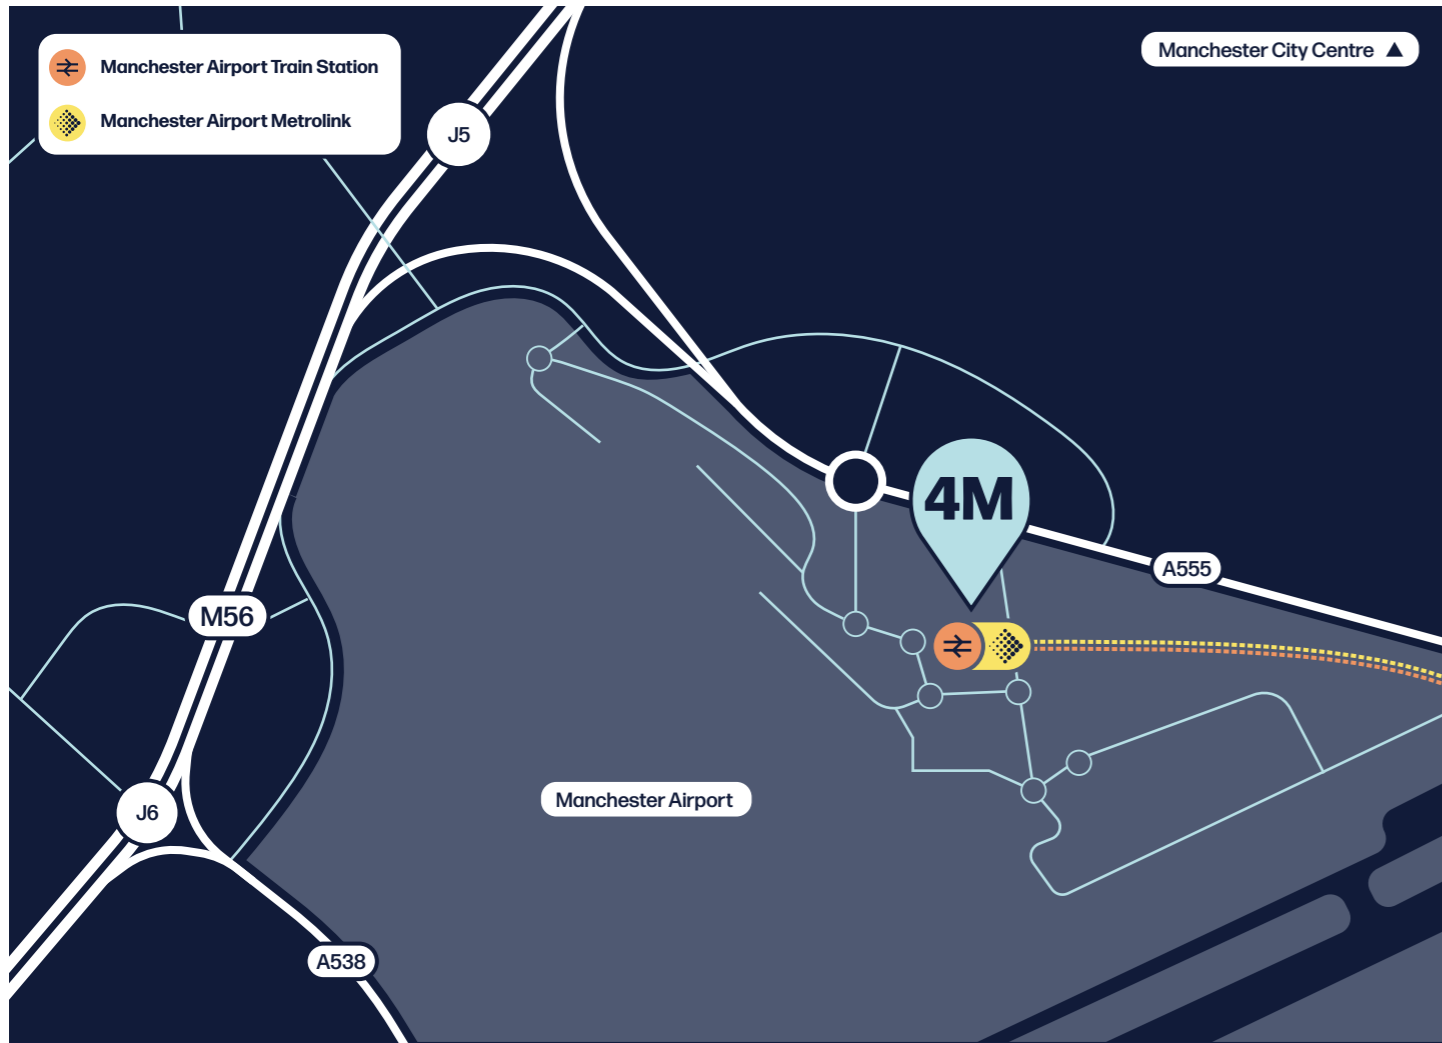 Manchester Airport Train Station
Manchester Airport Metrolink
Manchester City Centre ▲
J5
4M
A555
M56
Manchester Airport
J6
A538